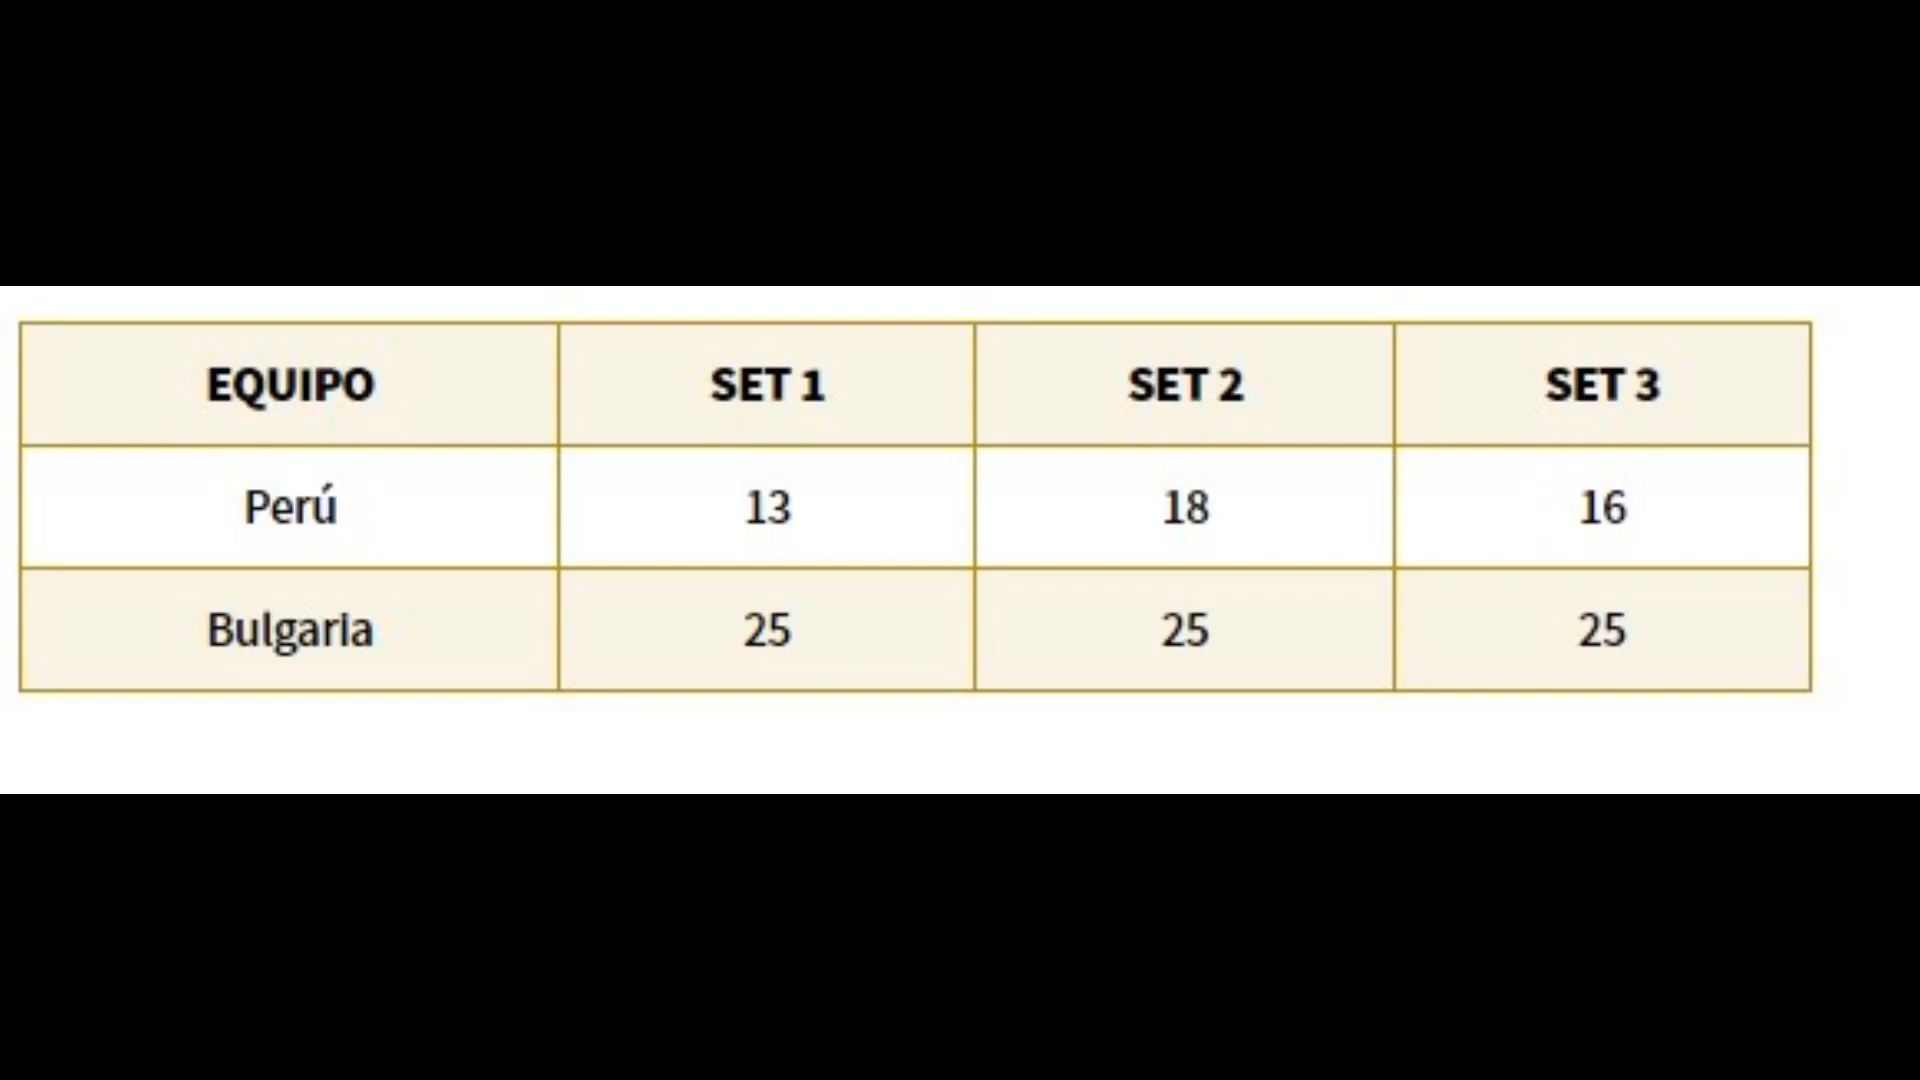 EQUIPO SET 1 SET 2 SET 3
Perú 13 18 16
Bulgaria 25 25 25